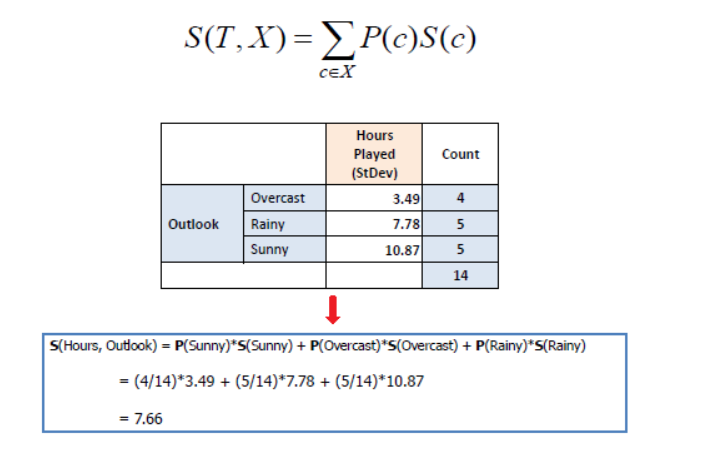 S(T, X) = ∑ P(c)S(c)
c∈X
Hours
Played
(StDev)
Count
Outlook
Overcast 3.49 4
Rainy 7.78 5
Sunny 10.87 5
14
S(Hours, Outlook) = P(Sunny)*S(Sunny) + P(Overcast)*S(Overcast) + P(Rainy)*S(Rainy)
= (4/14)*3.49 + (5/14)*7.78 + (5/14)*10.87
= 7.66